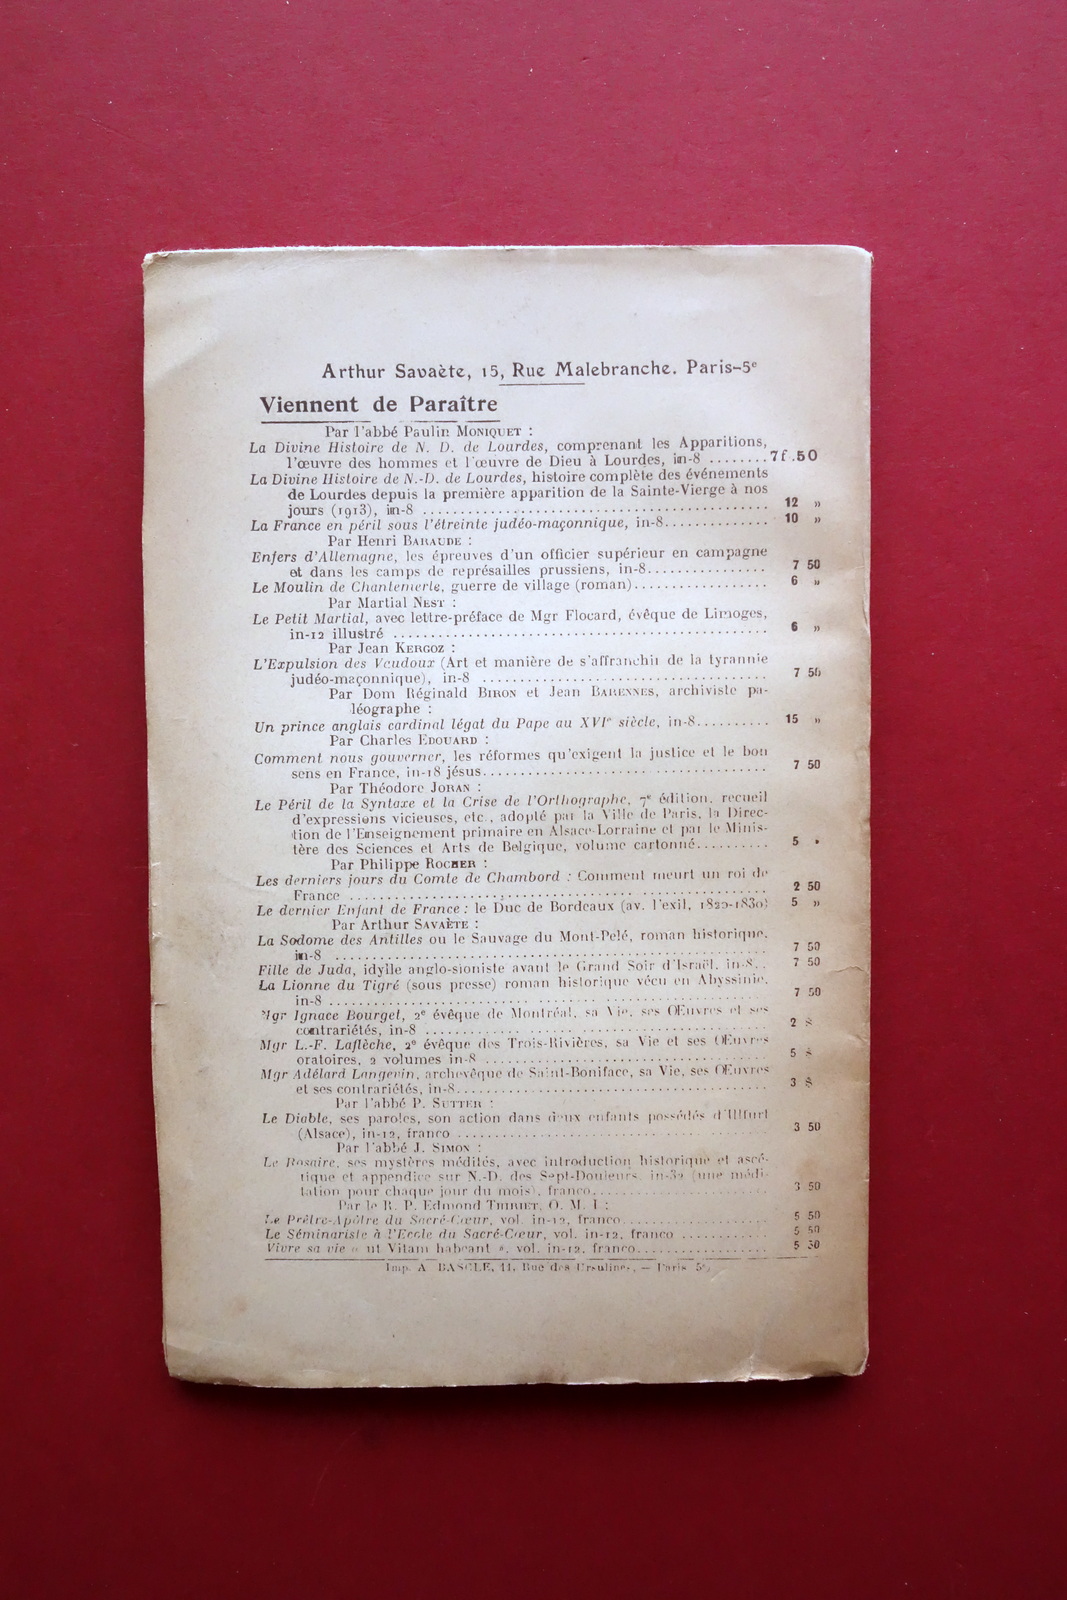 Arthur Savaète, 15, Rue Malebranche. Paris-5e
Viennent de Paraître
Par l'abbé Paulin MONIQUET :
La Divine Histoire de N. D. de Lourdes, comprenant les Apparitions,
l'œuvre des hommes et l'œuvre de Dieu à Lourdes, in-8 ........ 7f.50
La Divine Histoire de N.-D. de Lourdes, histoire complète des événements
de Lourdes depuis la première apparition de la Sainte-Vierge à nos
jours (1913), in-8 ........ 12 »
La France en péril sous l'étreinte judéo-maçonnique, in-8........ 10 »
Par Henri BARAUDE :
Enfers d'Allemagne, les épreuves d'un officier supérieur en campagne
et dans les camps de représailles prussiens, in-8........ 7 50
Le Moulin de Chantemerle, guerre de village (roman)........ 6 »
Par Martial NEST :
Le Petit Martial, avec lettre-préface de Mgr Flocard, évêque de Limoges,
in-12 illustré ........ 6 »
Par Jean KERGOZ :
L'Expulsion des Veudoux (Art et manière de s'affranchir de la tyrannie
judéo-maçonnique), in-8 ........ 7 50
Par Dom Réginald BIRON et Jean BARENNES, archiviste pa-
léographe :
Un prince anglais cardinal légat du Pape au XVIe siècle, in-8........ 15 »
Par Charles EDOUARD :
Comment nous gouverner, les réformes qu'exigent la justice et le bon
sens en France, in-18 jésus........ 7 50
Par Théodore JORAN :
Le Péril de la Syntaxe et la Crise de l'Orthographe, 7e édition, recueil
d'expressions vicieuses, etc., adopté par la Ville de Paris, la Direc-
tion de l'Enseignement primaire en Alsace-Lorraine et par le Minis-
tère des Sciences et Arts de Belgique, volume cartonné........ 5
Par Philippe ROCHER :
Les derniers jours du Comte de Chambord : Comment meurt un roi de
France ........ 2 50
Le dernier Enfant de France : le Duc de Bordeaux (av. l'exil, 1820-1830) 5 »
Par Arthur SAVAÈTE :
La Sodome des Antilles ou le Sauvage du Mont-Pelé, roman historique,
in-8 ........ 7 50
Fille de Juda, idylle anglo-sioniste avant le Grand Soir d'Israël, in-8.. 7 50
La Lionne du Tigré (sous presse) roman historique vécu en Abyssinie,
in-8 ........ 7 50
Mgr Ignace Bourget, 2e évêque de Montréal, sa Vie, ses Œuvres et ses
contrariétés, in-8 ........ 2 $
Mgr L.-F. Laflèche, 2e évêque des Trois-Rivières, sa Vie et ses Œuvres
oratoires, 2 volumes in-8 ........ 5 $
Mgr Adélard Langevin, archevêque de Saint-Boniface, sa Vie, ses Œuvres
et ses contrariétés, in-8........ 3 $
Par l'abbé P. SUTTER :
Le Diable, ses paroles, son action dans deux enfants possédés d'Illfurt
(Alsace), in-12, franco ........ 3 50
Par l'abbé J. SIMON :
Le Rosaire, ses mystères médités, avec introduction historique et ascé-
tique et appendice sur N.-D. des Sept-Douleurs, in-32 (une médi-
tation pour chaque jour du mois), franco........ 3 50
Par le R. P. Edmond THIRIET, O. M. I :
Le Prêtre-Apôtre du Sacré-Cœur, vol. in-12, franco........ 5 50
Le Séminariste à l'Ecole du Sacré-Cœur, vol. in-12, franco ........ 5 50
Vivre sa vie « ut Vitam habeant », vol. in-12, franco........ 5 50
Imp. A BASCLE, 11, Rue des Ursulines, — Paris 5e